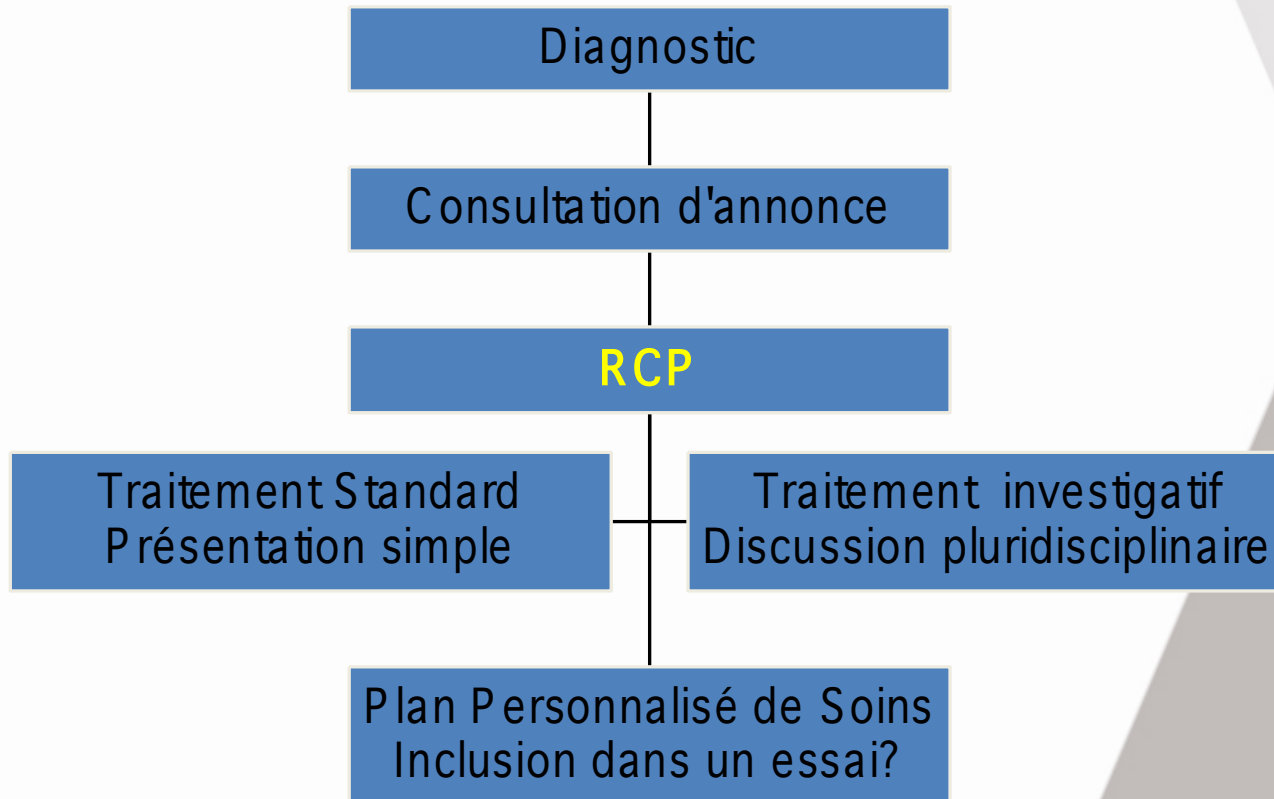 Diagnostic
Consultation d'annonce
RCP
Traitement Standard
Présentation simple
Traitement investigatif
Discussion pluridisciplinaire
Plan Personnalisé de Soins
Inclusion dans un essai?